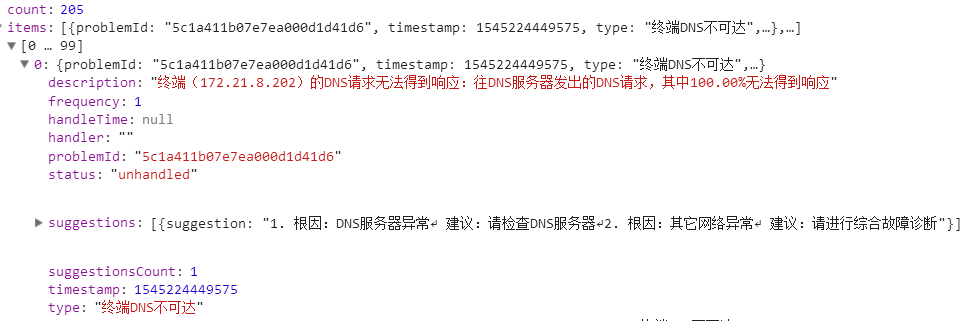 count: 205
items: [{problemId: "5c1a411b07e7ea000d1d41d6", timestamp: 1545224449575, type: "终端DNS不可达",…},…]
[0 … 99]
0: {problemId: "5c1a411b07e7ea000d1d41d6", timestamp: 1545224449575, type: "终端DNS不可达",…}
description: "终端（172.21.8.202）的DNS请求无法得到响应：往DNS服务器发出的DNS请求，其中100.00%无法得到响应"
frequency: 1
handleTime: null
handler: ""
problemId: "5c1a411b07e7ea000d1d41d6"
status: "unhandled"
suggestions: [{suggestion: "1. 根因：DNS服务器异常↵ 建议：请检查DNS服务器↵2. 根因：其它网络异常↵ 建议：请进行综合故障诊断"}]
suggestionsCount: 1
timestamp: 1545224449575
type: "终端DNS不可达"